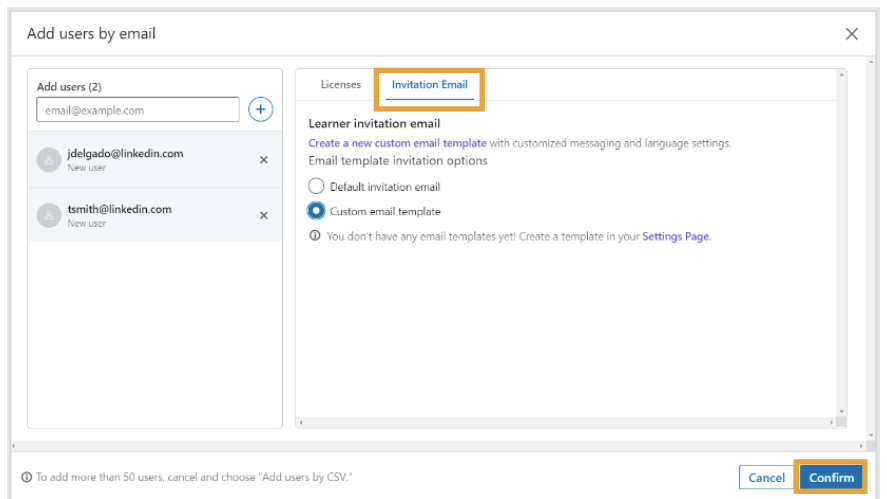 Add users by email
Add users (2)
email@example.com
jdelgado@linkedin.com
New user
tsmith@linkedin.com
New user
Licenses
Invitation Email
Learner invitation email
Create a new custom email template with customized messaging and language settings.
Email template invitation options
Default invitation email
Custom email template
You don't have any email templates yet! Create a template in your Settings Page.
To add more than 50 users, cancel and choose "Add users by CSV."
Cancel
Confirm